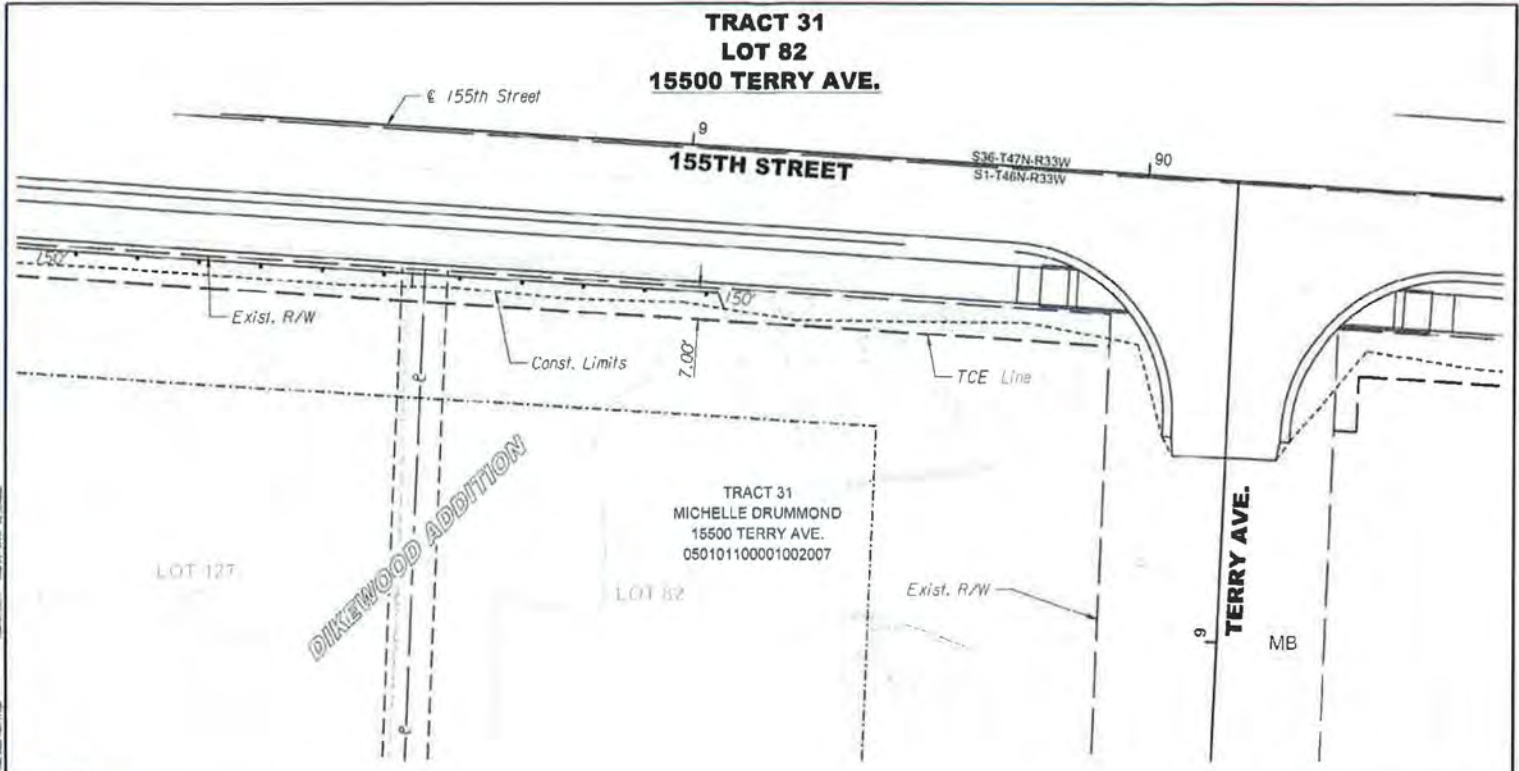 TRACT 31
LOT 82
15500 TERRY AVE.
℄ 155th Street
9
155TH STREET
S36-T47N-R33W
S1-T46N-R33W
90
150'
Exist. R/W
Const. Limits
150'
7.00'
TCE Line
DIKEWOOD ADDITION
TRACT 31
MICHELLE DRUMMOND
15500 TERRY AVE.
050101100001002007
LOT 127
LOT 82
Exist. R/W
TERRY AVE.
9
MB